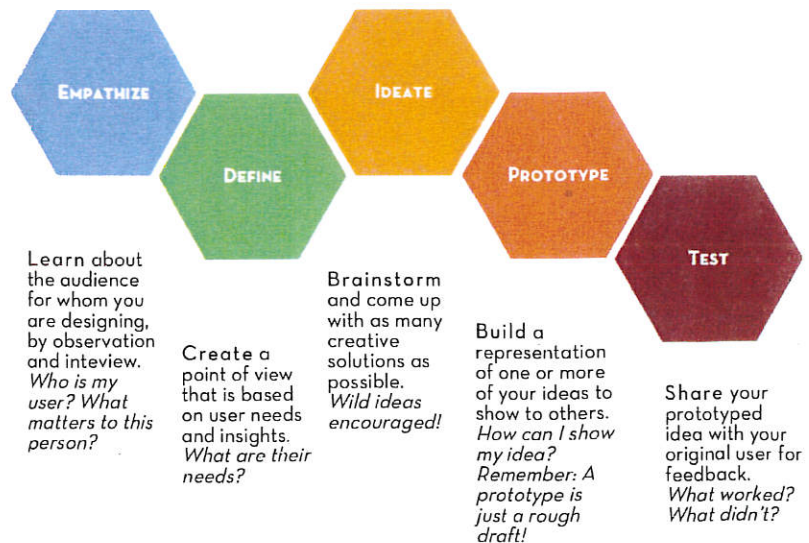 EMPATHIZE
DEFINE
IDEATE
PROTOTYPE
TEST
Learn about
the audience
for whom you
are designing,
by observation
and inteview.
Who is my
user? What
matters to this
person?
Create a
point of view
that is based
on user needs
and insights.
What are their
needs?
Brainstorm
and come up
with as many
creative
solutions as
possible.
Wild ideas
encouraged!
Build a
representation
of one or more
of your ideas to
show to others.
How can I show
my idea?
Remember: A
prototype is
just a rough
draft!
Share your
prototyped
idea with your
original user for
feedback.
What worked?
What didn't?